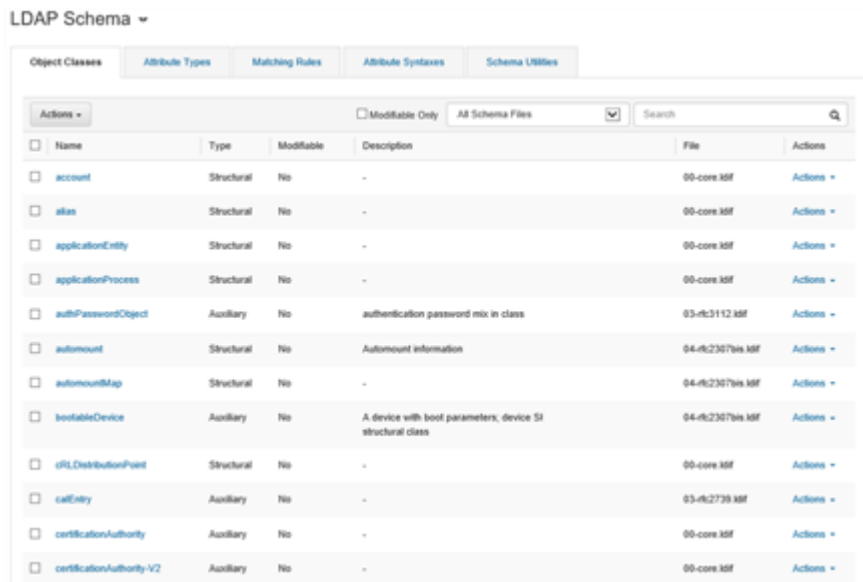 LDAP Schema
Object Classes Attribute Types Matching Rules Attribute Syntaxes Schema Utilities
Actions Modifiable Only All Schema Files Search
Name Type Modifiable Description File Actions
account Structural No - 00-core.ldif Actions
alias Structural No - 00-core.ldif Actions
applicationEntity Structural No - 00-core.ldif Actions
applicationProcess Structural No - 00-core.ldif Actions
authPasswordObject Auxiliary No authentication password mix in class 03-rfc3112.ldif Actions
automount Structural No Automount information 04-rfc2307bis.ldif Actions
automountMap Structural No - 04-rfc2307bis.ldif Actions
bootableDevice Auxiliary No A device with boot parameters; device SH 04-rfc2307bis.ldif Actions
structural class
cRLDistributionPoint Structural No - 00-core.ldif Actions
calEntry Auxiliary No - 03-rfc2739.ldif Actions
certificationAuthority Auxiliary No - 00-core.ldif Actions
certificationAuthority-V2 Auxiliary No - 00-core.ldif Actions